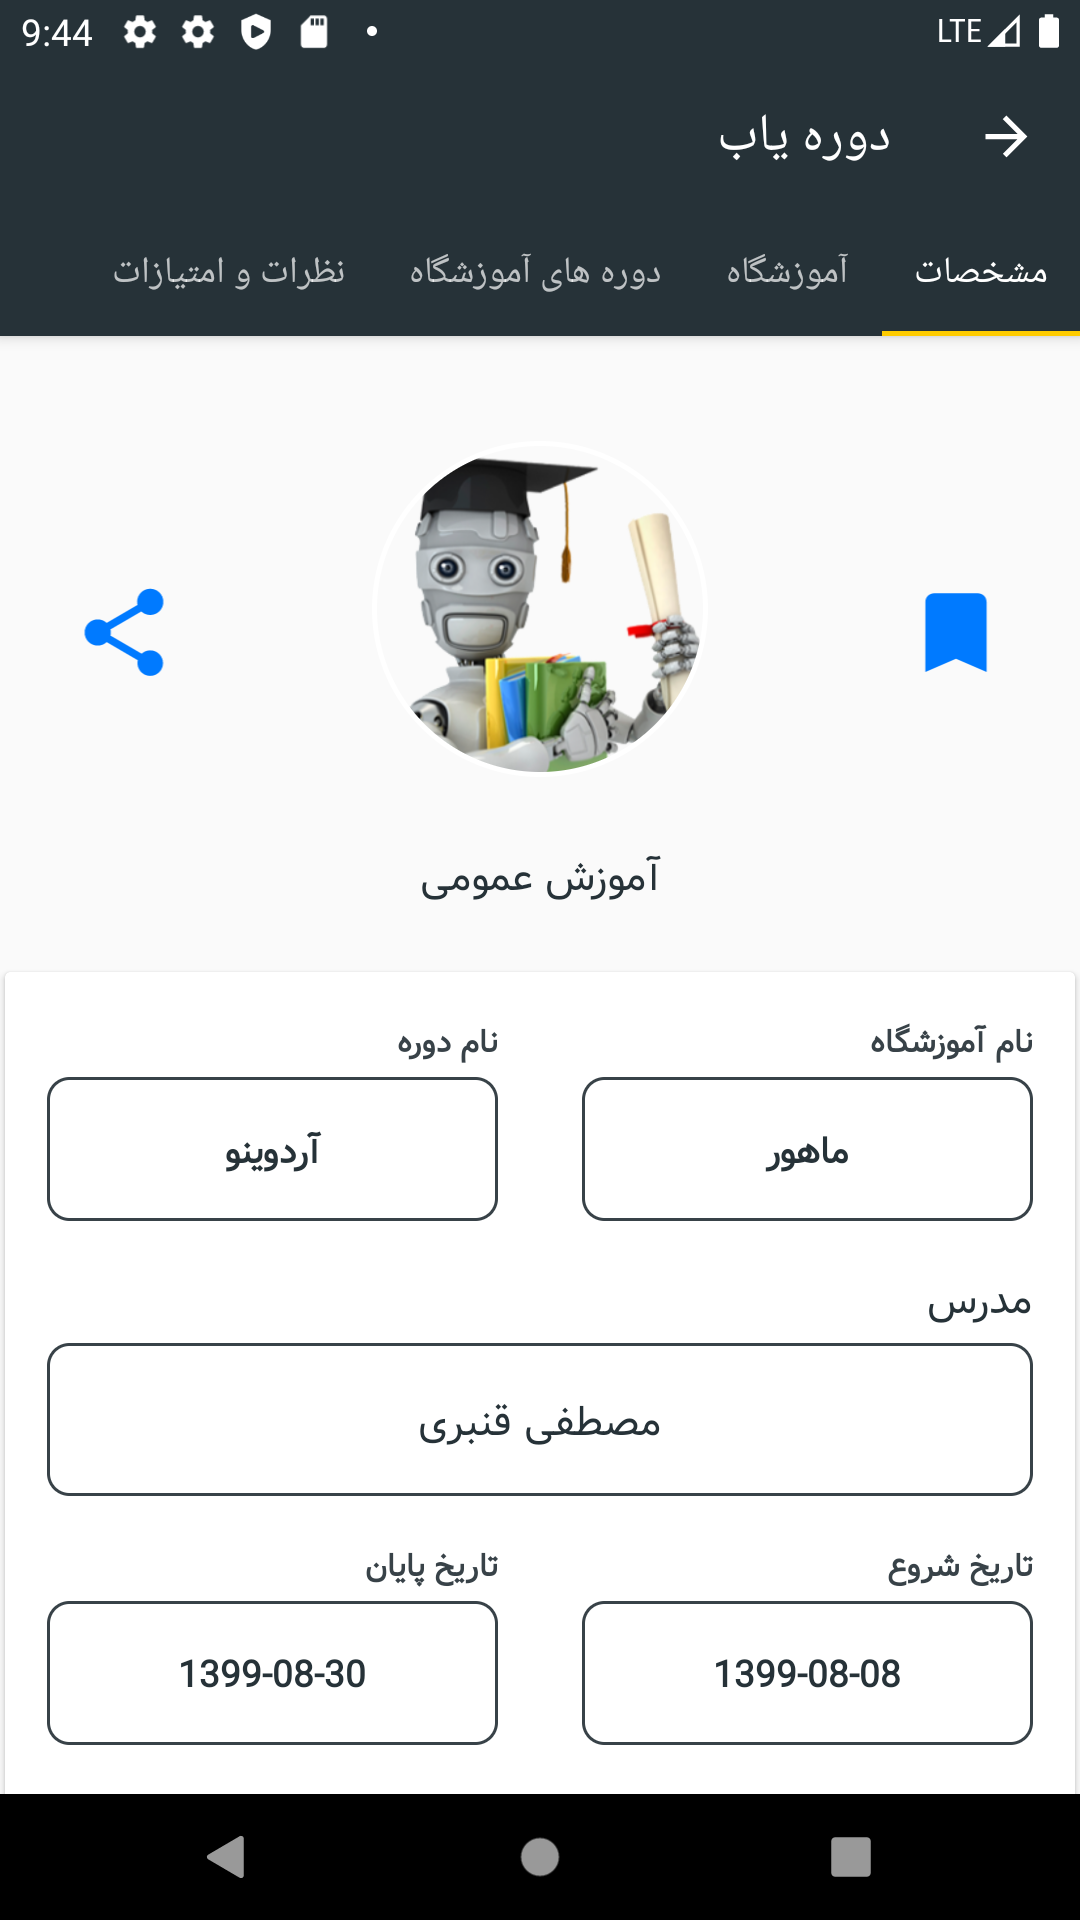 9:44 LTE
دوره یاب
مشخصات آموزشگاه دوره های آموزشگاه نظرات و امتیازات
آموزش عمومی
نام آموزشگاه نام دوره
ماهور آردوینو
مدرس
مصطفی قنبری
تاریخ شروع تاریخ پایان
1399-08-08 1399-08-30